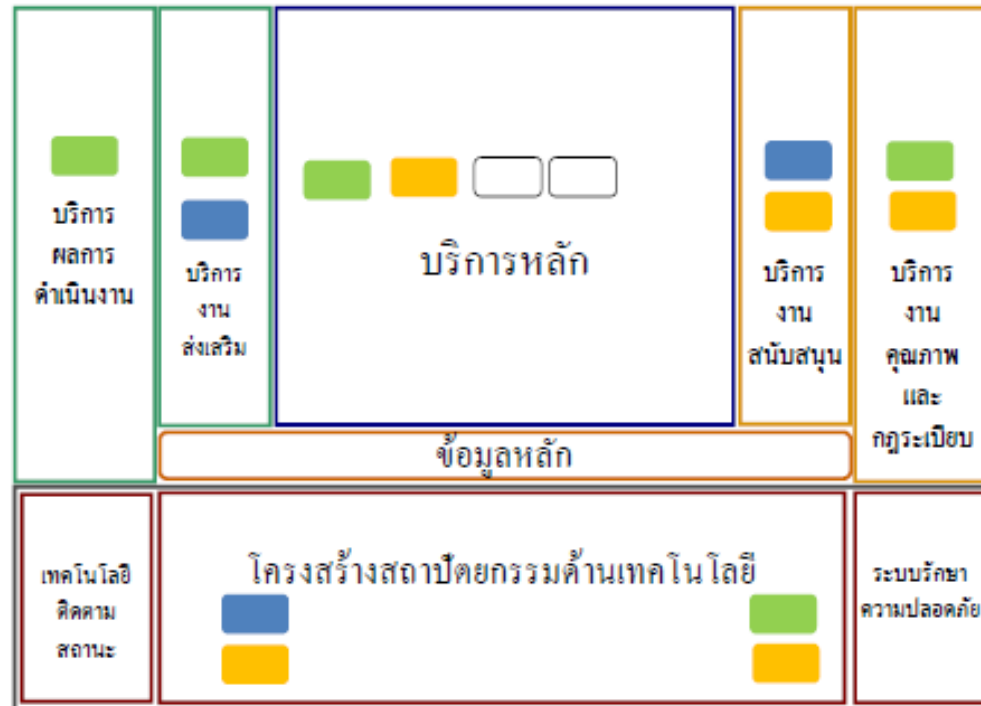 บริการ
ผลการ
ดำเนินงาน
บริการ
งาน
ส่งเสริม
บริการหลัก
บริการ
งาน
สนับสนุน
บริการ
งาน
คุณภาพ
และ
กฎระเบียบ
ข้อมูลหลัก
เทคโนโลยี
ติดตาม
สถานะ
โครงสร้างสถาปัตยกรรมด้านเทคโนโลยี
ระบบรักษา
ความปลอดภัย